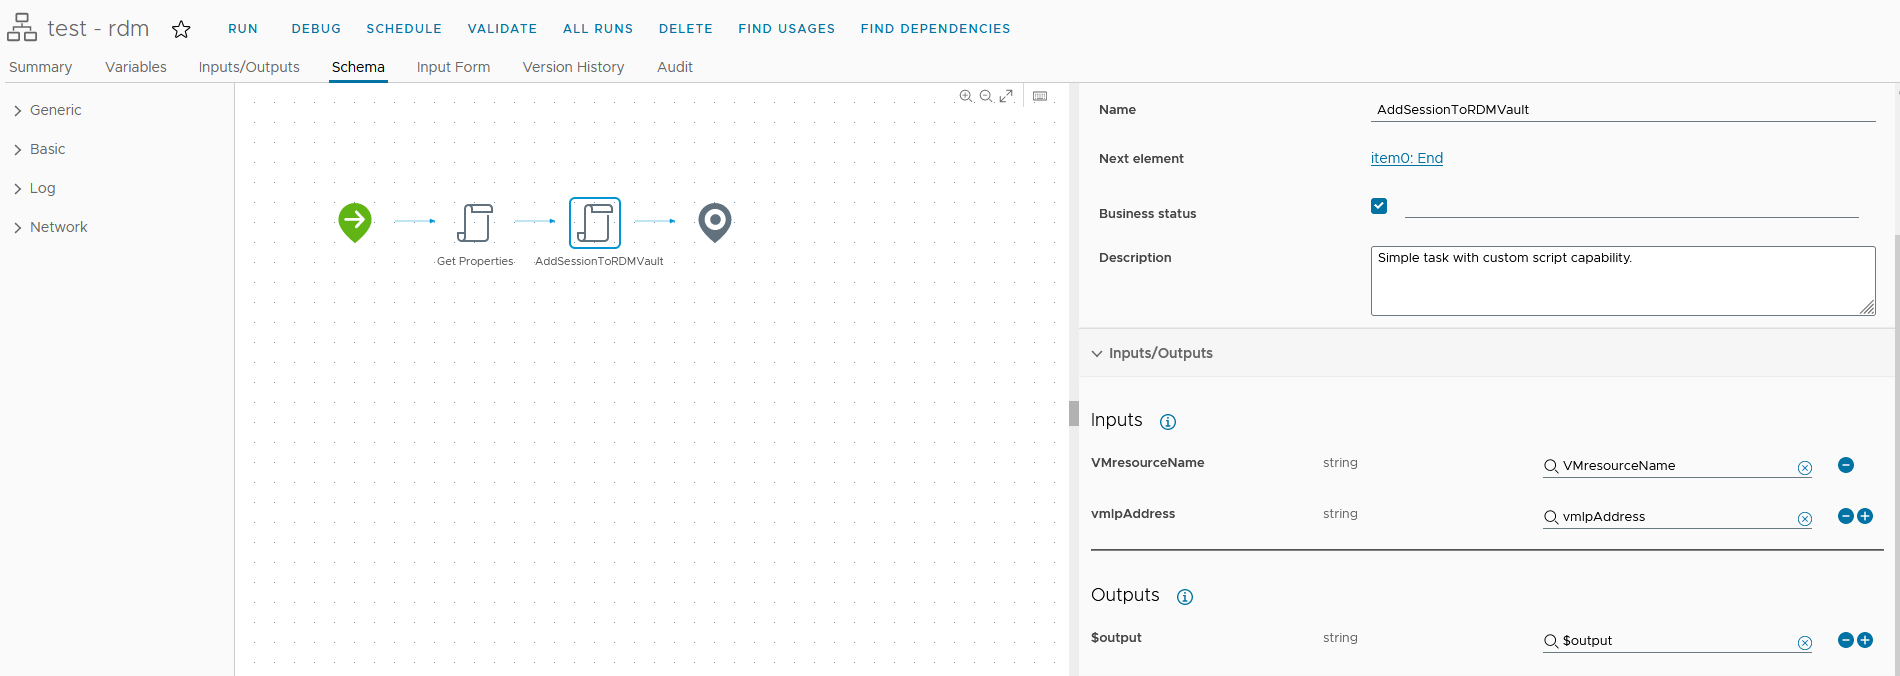 test - rdm RUN DEBUG SCHEDULE VALIDATE ALL RUNS DELETE FIND USAGES FIND DEPENDENCIES
Summary Variables Inputs/Outputs Schema Input Form Version History Audit
Generic
Basic
Log
Network
Get Properties AddSessionToRDMVault
Name AddSessionToRDMVault
Next element item0: End
Business status
Description Simple task with custom script capability.
Inputs/Outputs
Inputs
VMresourceName string VMresourceName
vmIpAddress string vmIpAddress
Outputs
$output string $output